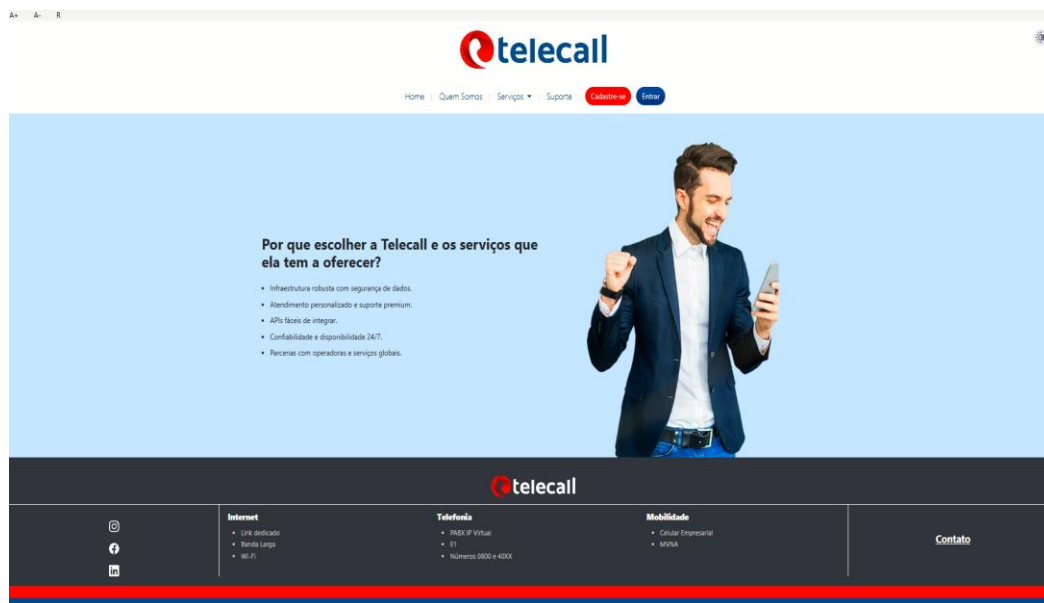 A+ A- R
telecall
Home | Quem Somos | Serviços | Suporte Cadastre-se Entrar
Por que escolher a Telecall e os serviços que
ela tem a oferecer?
Infraestrutura robusta com segurança de dados.
Atendimento personalizado e suporte premium.
APIs fáceis de integrar.
Confiabilidade e disponibilidade 24/7.
Parcerias com operadoras e serviços globais.
telecall
Internet
Link dedicado
Banda Larga
Wi-Fi
Telefonia
PABX IP Virtual
E1
Números 0800 e 40XX
Mobilidade
Celular Empresarial
MVNA
Contato